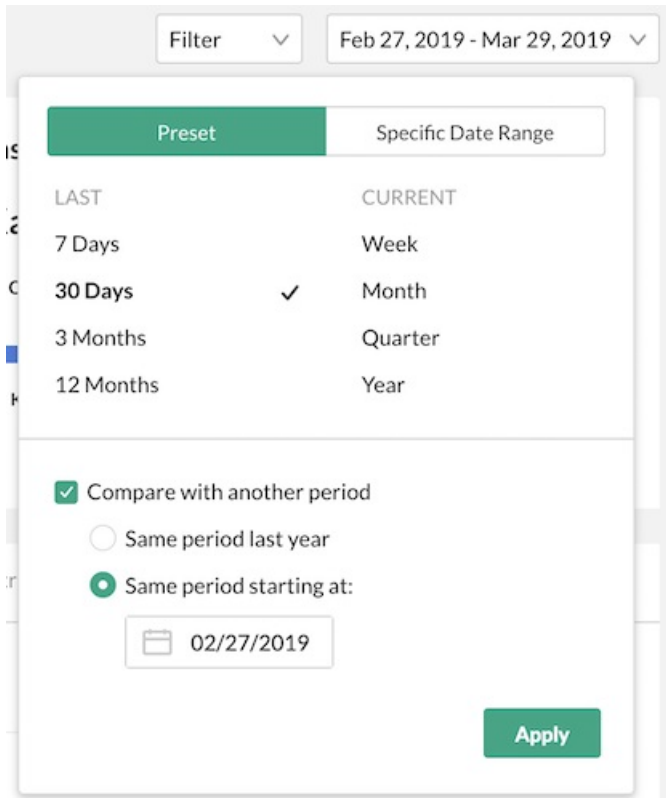 Filter
Feb 27, 2019 - Mar 29, 2019
Preset
Specific Date Range
LAST
CURRENT
7 Days
Week
30 Days
Month
3 Months
Quarter
12 Months
Year
Compare with another period
Same period last year
Same period starting at:
02/27/2019
Apply